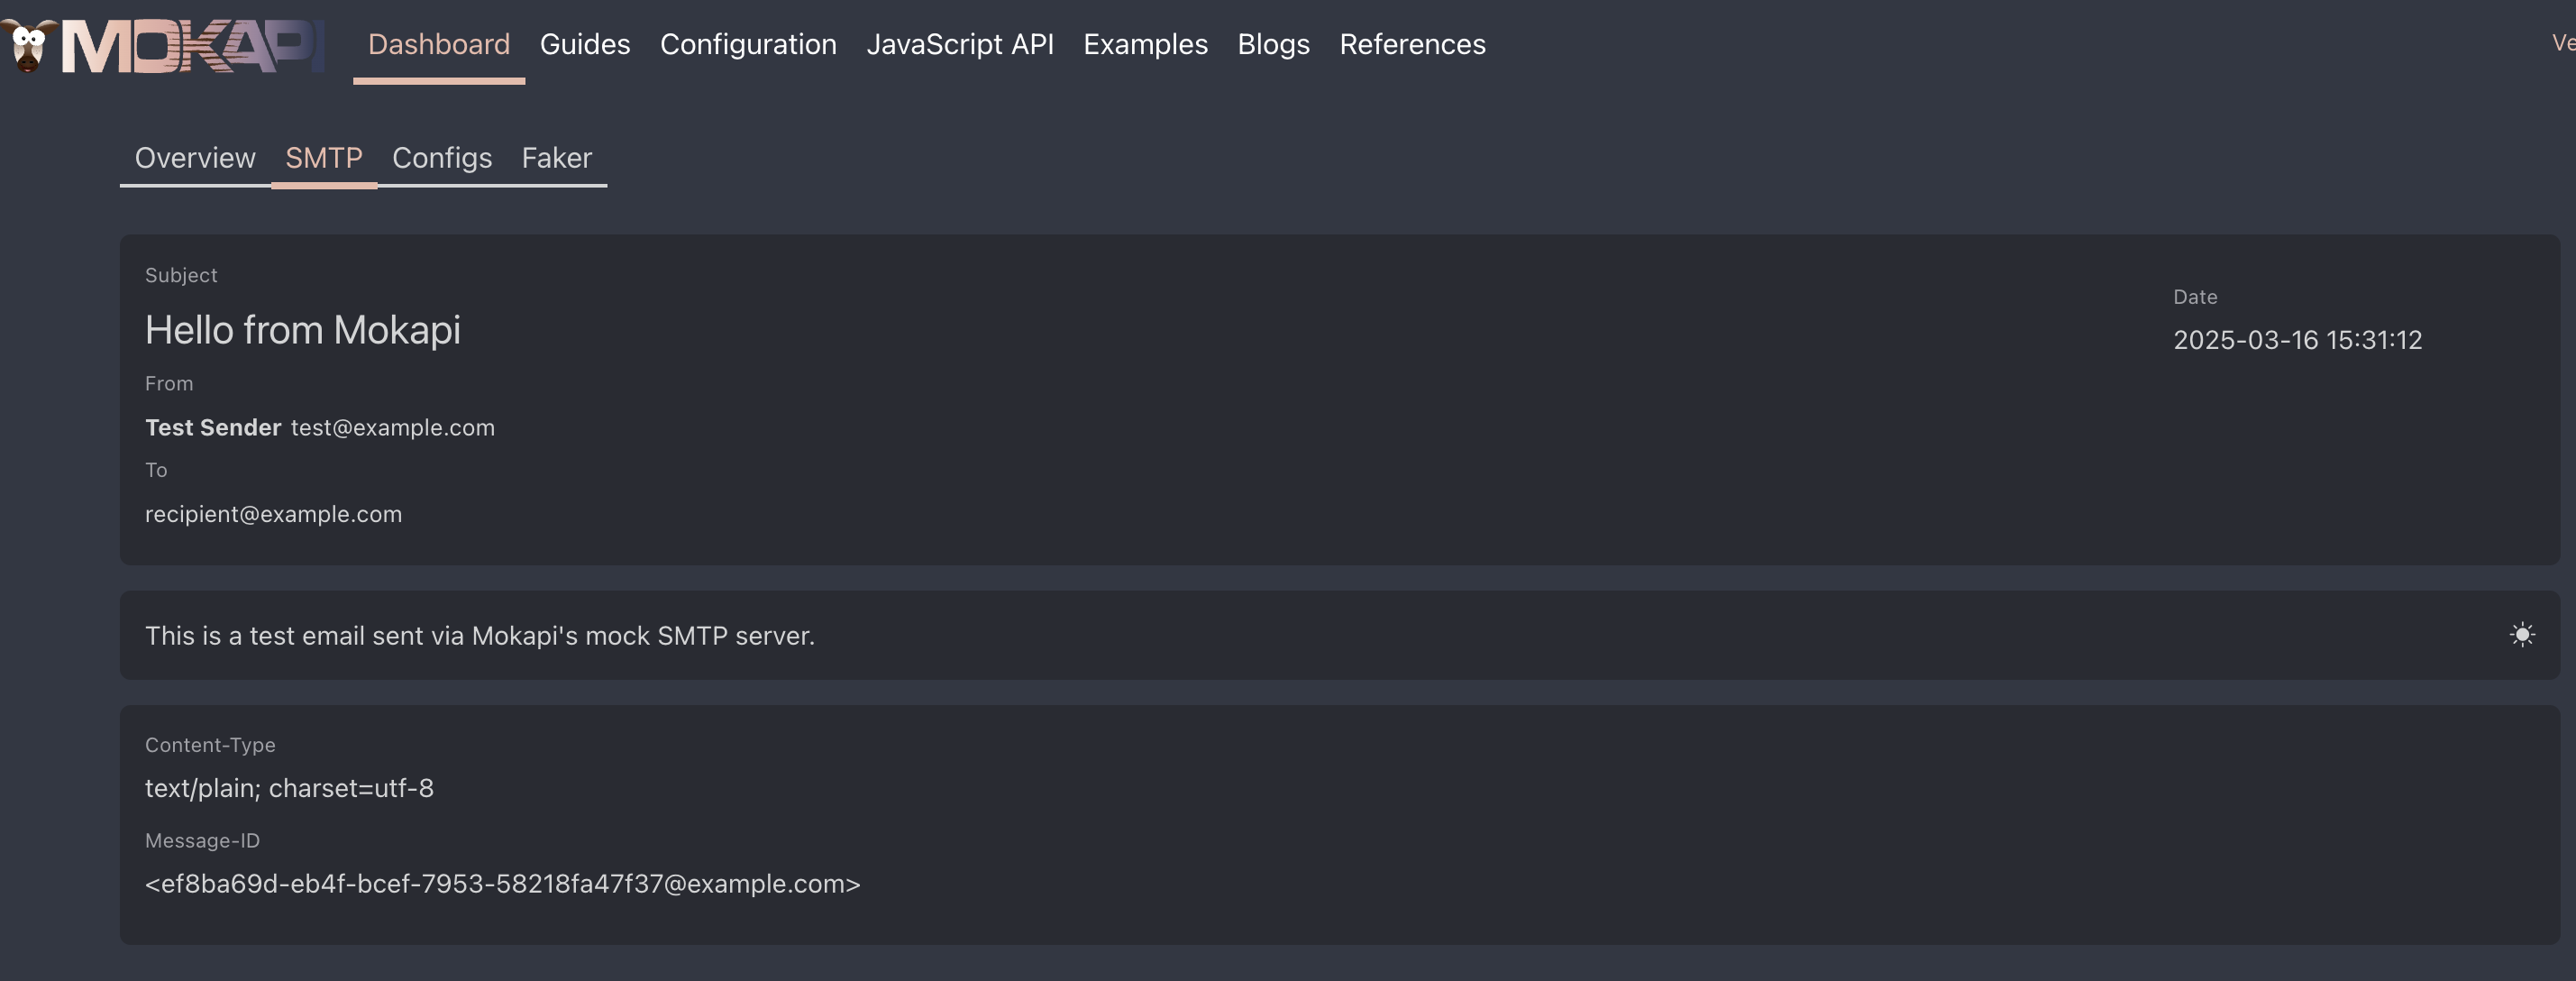 MOKAPI Dashboard Guides Configuration JavaScript API Examples Blogs References
Overview SMTP Configs Faker
Subject
Hello from Mokapi
Date
2025-03-16 15:31:12
From
Test Sender test@example.com
To
recipient@example.com
This is a test email sent via Mokapi's mock SMTP server.
Content-Type
text/plain; charset=utf-8
Message-ID
<ef8ba69d-eb4f-bcef-7953-58218fa47f37@example.com>